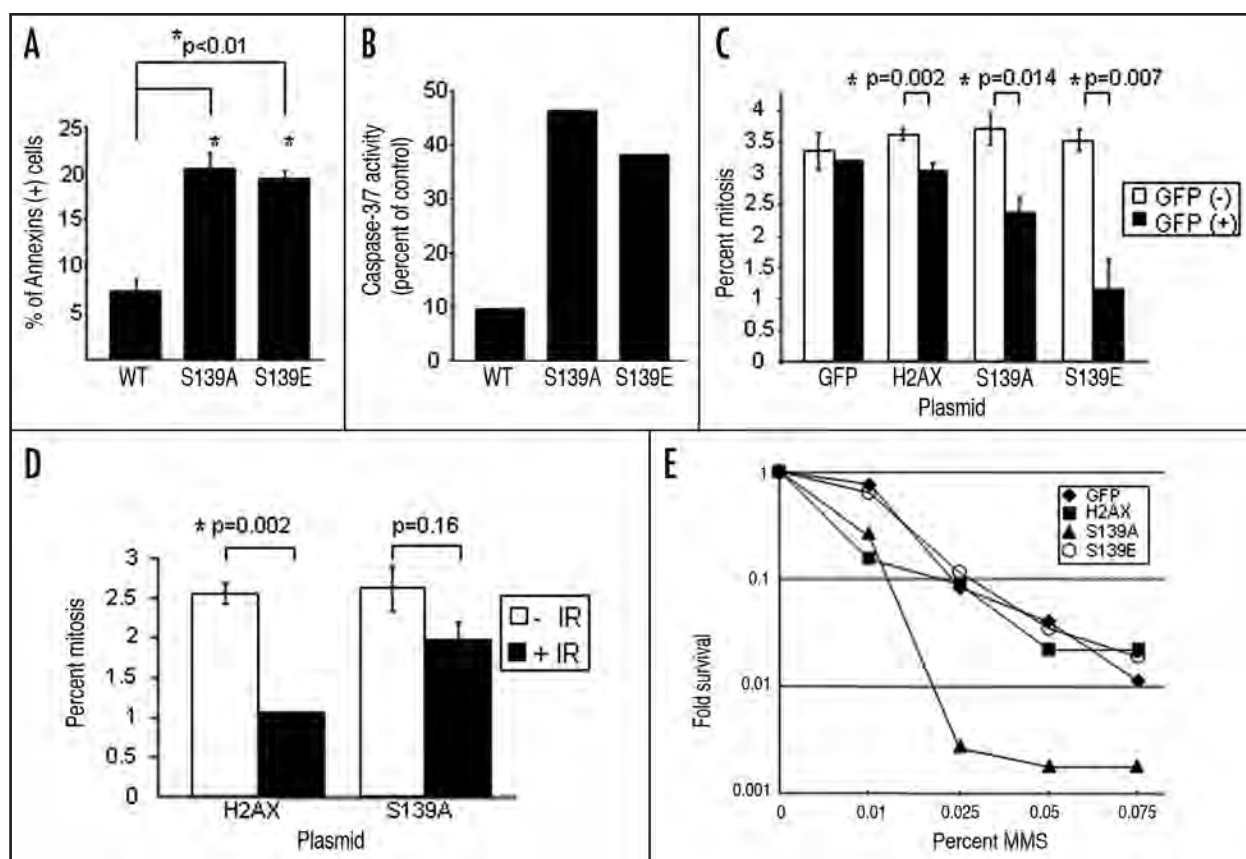 A
*p<0.01
% of Annexins (+) cells
25
20
15
10
5
*
*
WT
S139A
S139E
B
Caspase-3/7 activity
(percent of control)
50
40
30
20
10
0
WT
S139A
S139E
C
* p=0.002
* p=0.014
* p=0.007
Percent mitosis
4
3.5
3
2.5
2
1.5
1
0.5
0
GFP
H2AX
S139A
S139E
Plasmid
GFP (-)
GFP (+)
D
* p=0.002
p=0.16
Percent mitosis
3
2.5
2
1.5
1
0.5
0
H2AX
S139A
Plasmid
- IR
+ IR
E
Fold survival
1
0.1
0.01
0.001
0
0.01
0.025
0.05
0.075
Percent MMS
GFP
H2AX
S139A
S139E